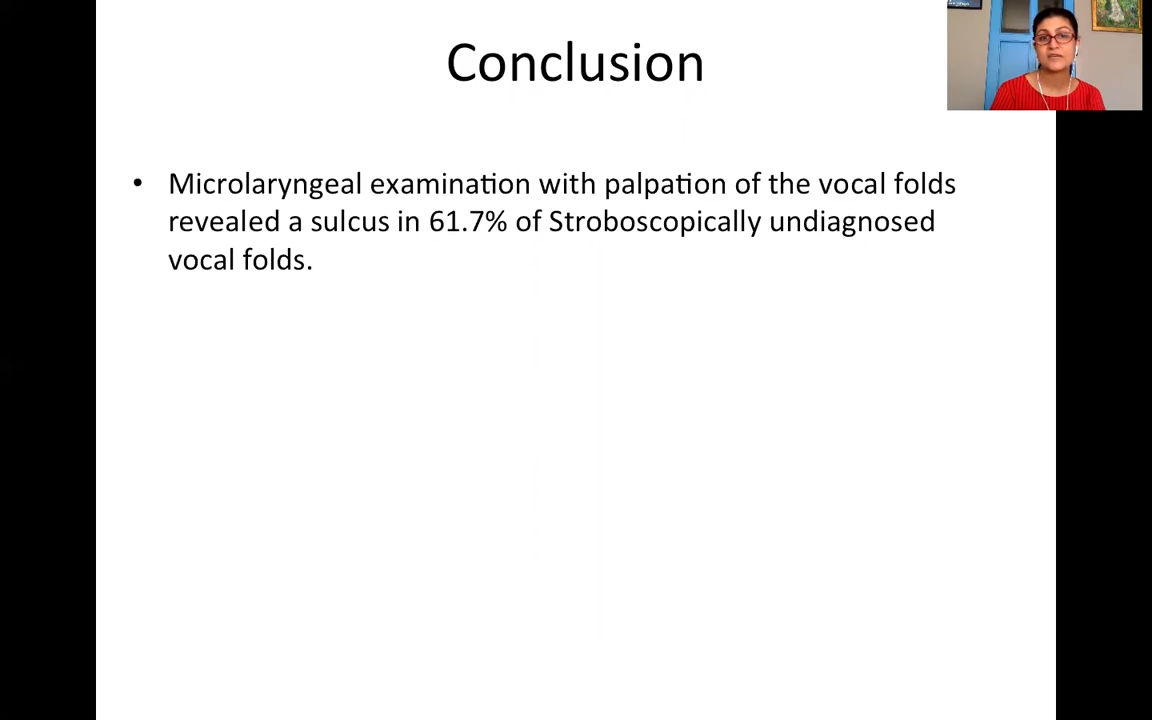 Conclusion
• Microlaryngeal examination with palpation of the vocal folds
revealed a sulcus in 61.7% of Stroboscopically undiagnosed
vocal folds.